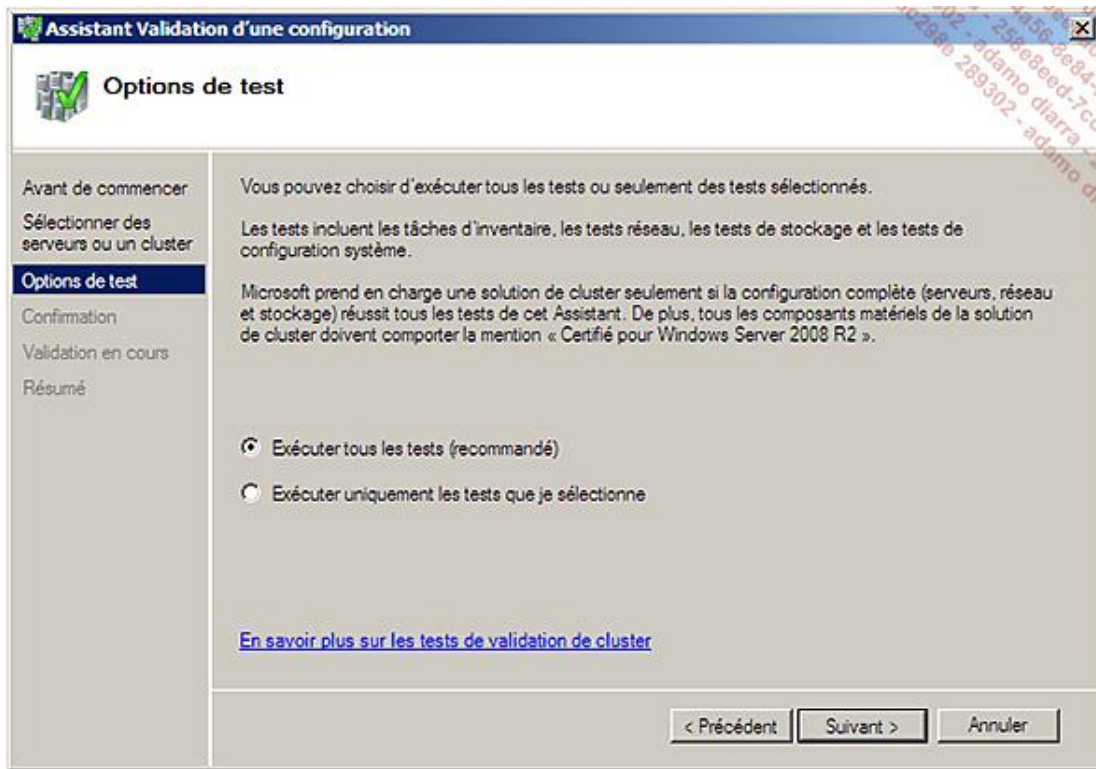 Assistant Validation d'une configuration
Options de test
Avant de commencer
Sélectionner des
serveurs ou un cluster
Options de test
Confirmation
Validation en cours
Résumé
Vous pouvez choisir d'exécuter tous les tests ou seulement des tests sélectionnés.
Les tests incluent les tâches d'inventaire, les tests réseau, les tests de stockage et les tests de
configuration système.
Microsoft prend en charge une solution de cluster seulement si la configuration complète (serveurs, réseau
et stockage) réussit tous les tests de cet Assistant. De plus, tous les composants matériels de la solution
de cluster doivent comporter la mention « Certifié pour Windows Server 2008 R2 ».
Exécuter tous les tests (recommandé)
Exécuter uniquement les tests que je sélectionne
En savoir plus sur les tests de validation de cluster
< Précédent
Suivant >
Annuler
289302 - adamo diarra